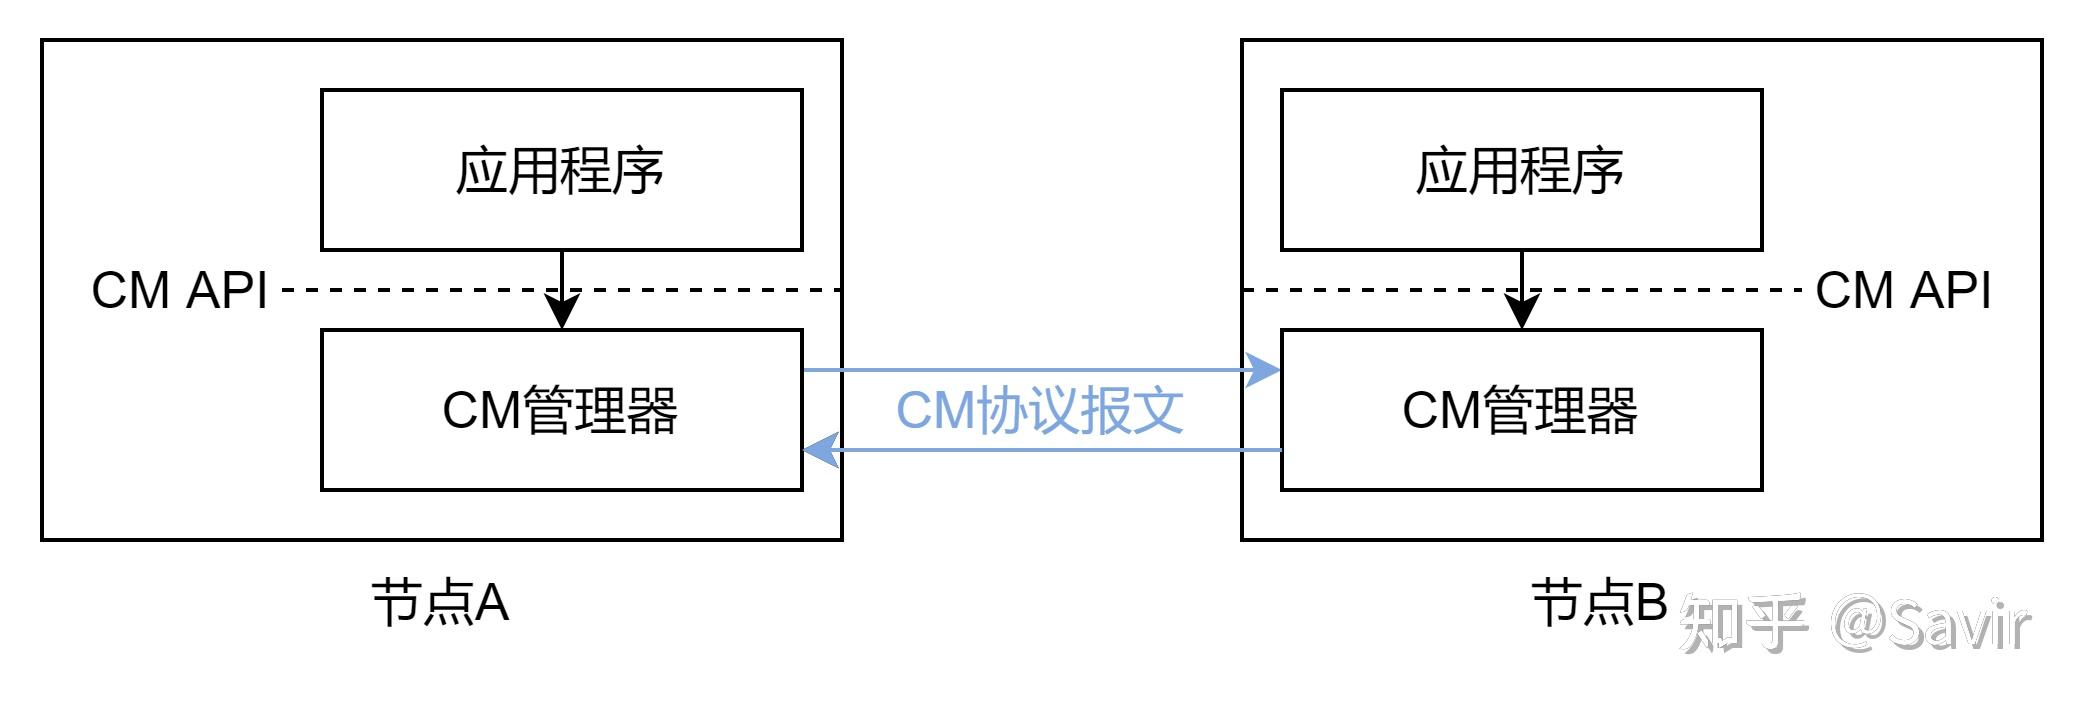 应用程序
应用程序
CM API
CM API
CM管理器
CM协议报文
CM管理器
节点A
节点B
知乎 @Savir